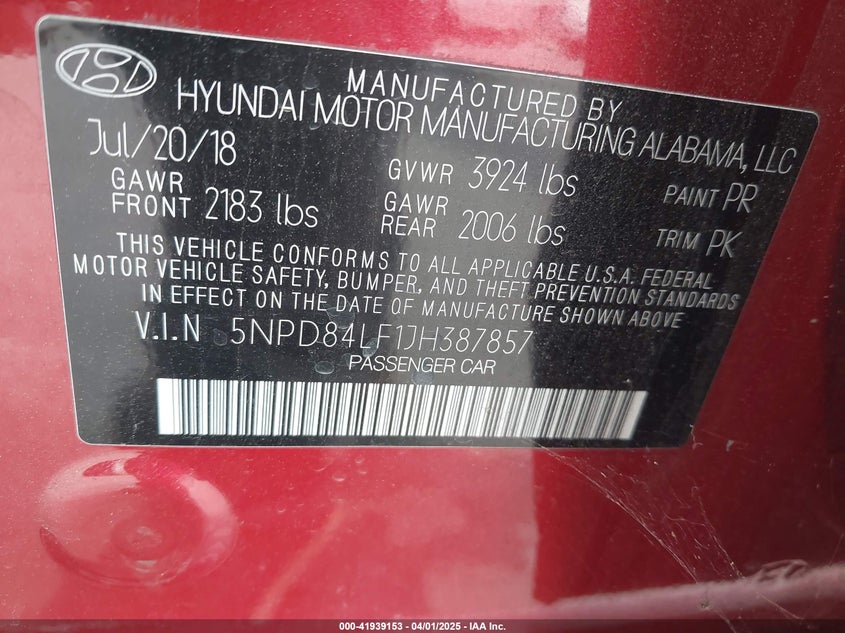 MANUFACTURED BY
HYUNDAI MOTOR MANUFACTURING ALABAMA, LLC
Jul/20/18
GVWR 3924 lbs
PAINT PR
GAWR FRONT 2183 lbs
GAWR REAR 2006 lbs
TRIM PK
THIS VEHICLE CONFORMS TO ALL APPLICABLE U.S.A. FEDERAL
MOTOR VEHICLE SAFETY, BUMPER, AND THEFT PREVENTION STANDARDS
IN EFFECT ON THE DATE OF MANUFACTURE SHOWN ABOVE
V.I.N 5NPD84LF1JH387857
PASSENGER CAR
000-41939153 - 04/01/2025 - IAA Inc.